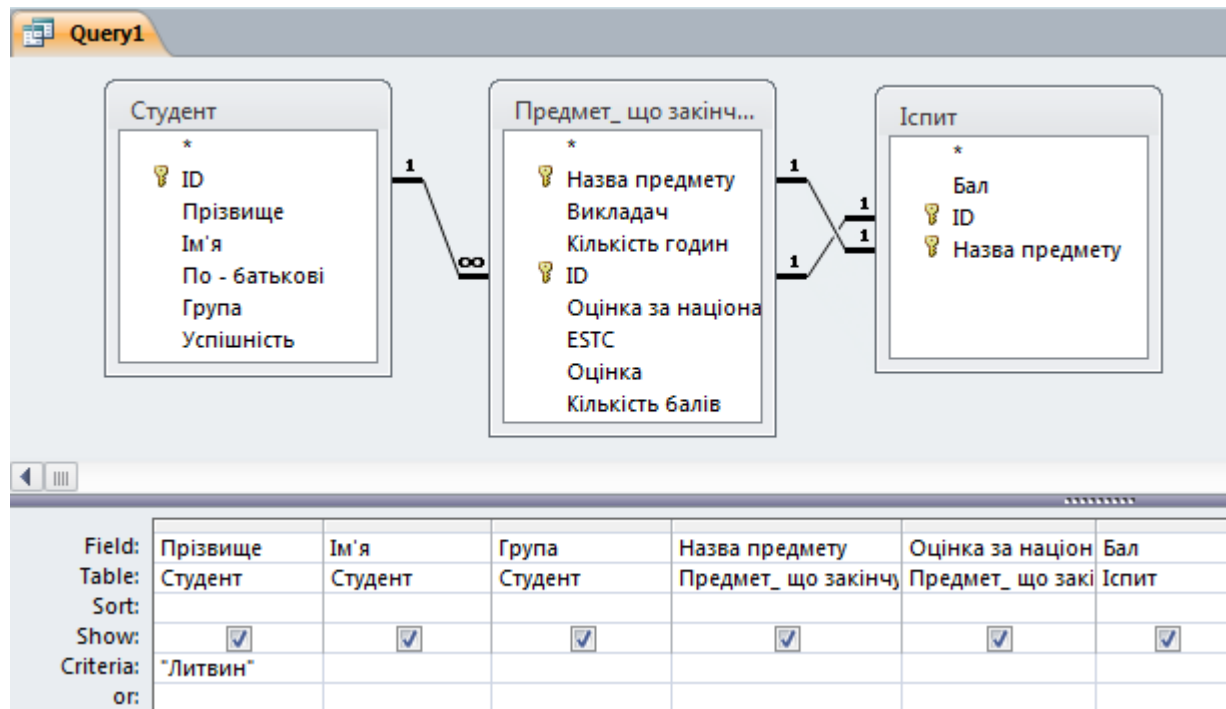 Query1
Студент
*
ID
Прізвище
Ім'я
По - батькові
Група
Успішність
1
∞
Предмет_ що закінч...
*
Назва предмету
Викладач
Кількість годин
ID
Оцінка за націона
ESTC
Оцінка
Кількість балів
1
1
1
1
Іспит
*
Бал
ID
Назва предмету
Field: Прізвище Ім'я Група Назва предмету Оцінка за націон Бал
Table: Студент Студент Студент Предмет_ що закінчу Предмет_ що закі Іспит
Sort:
Show:
Criteria: "Литвин"
or: